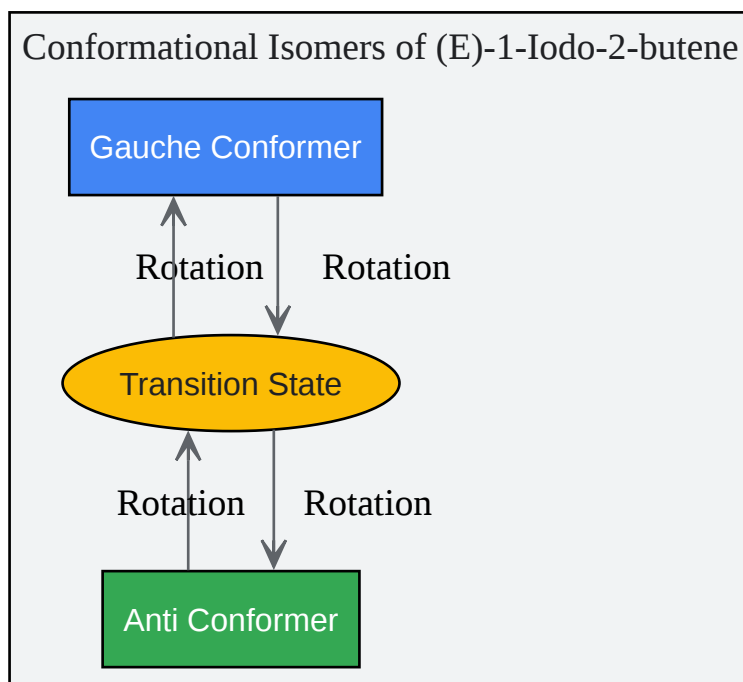 Conformational Isomers of (E)-1-Iodo-2-butene
Gauche Conformer
Rotation
Rotation
Transition State
Rotation
Rotation
Anti Conformer